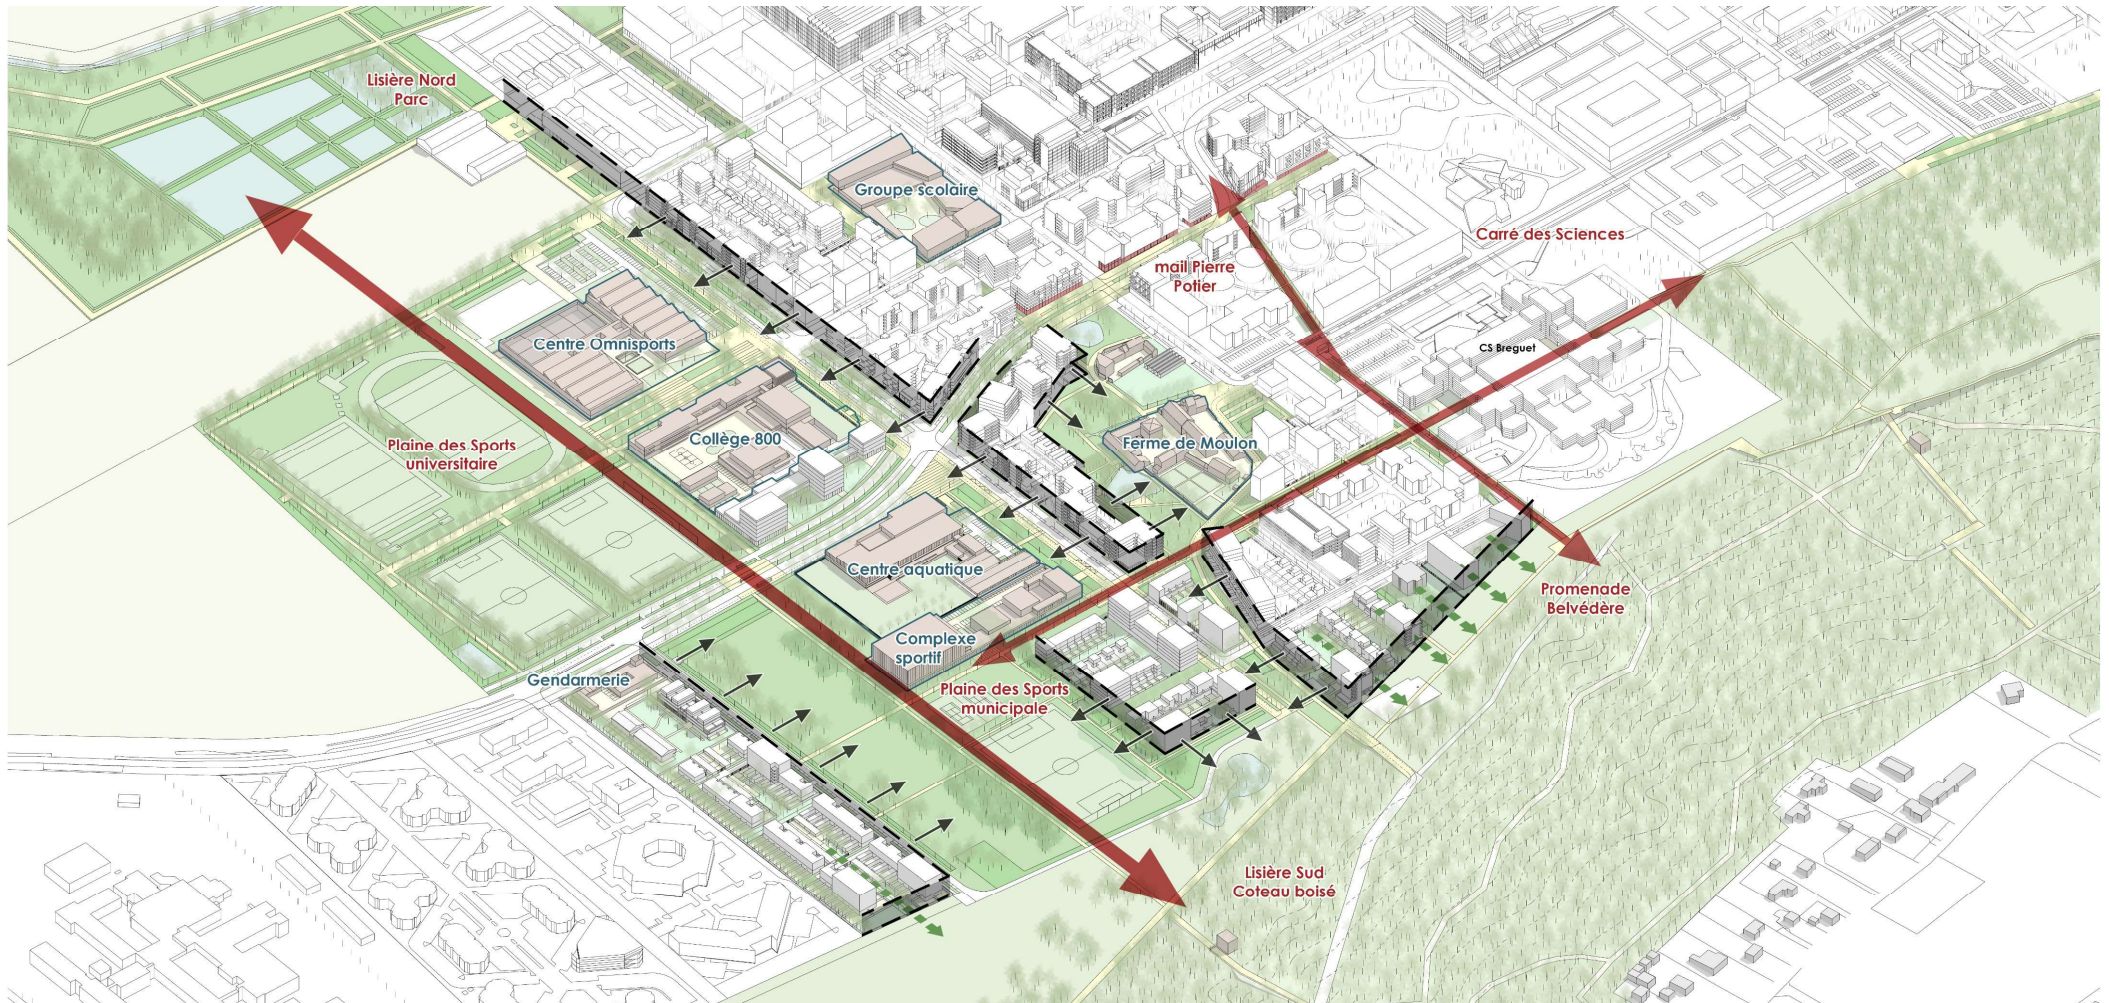 Lisière Nord
Parc
Groupe scolaire
Carré des Sciences
mail Pierre
Potier
Centre Omnisports
CS Breguet
Collège 800
Plaine des Sports
universitaire
Ferme de Moulon
Centre aquatique
Promenade
Belvédère
Complexe
sportif
Gendarmerie
Plaine des Sports
municipale
Lisière Sud
Coteau boisé